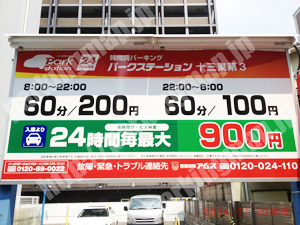 Park station 24
時間貸パーキング
パークステーション 十三東第3
8:00~22:00
60分/200円
22:00~8:00
60分/100円
入庫より
24時間毎最大 900円
0120-89-0022
故障・緊急・トラブル連絡先
0120-024-110